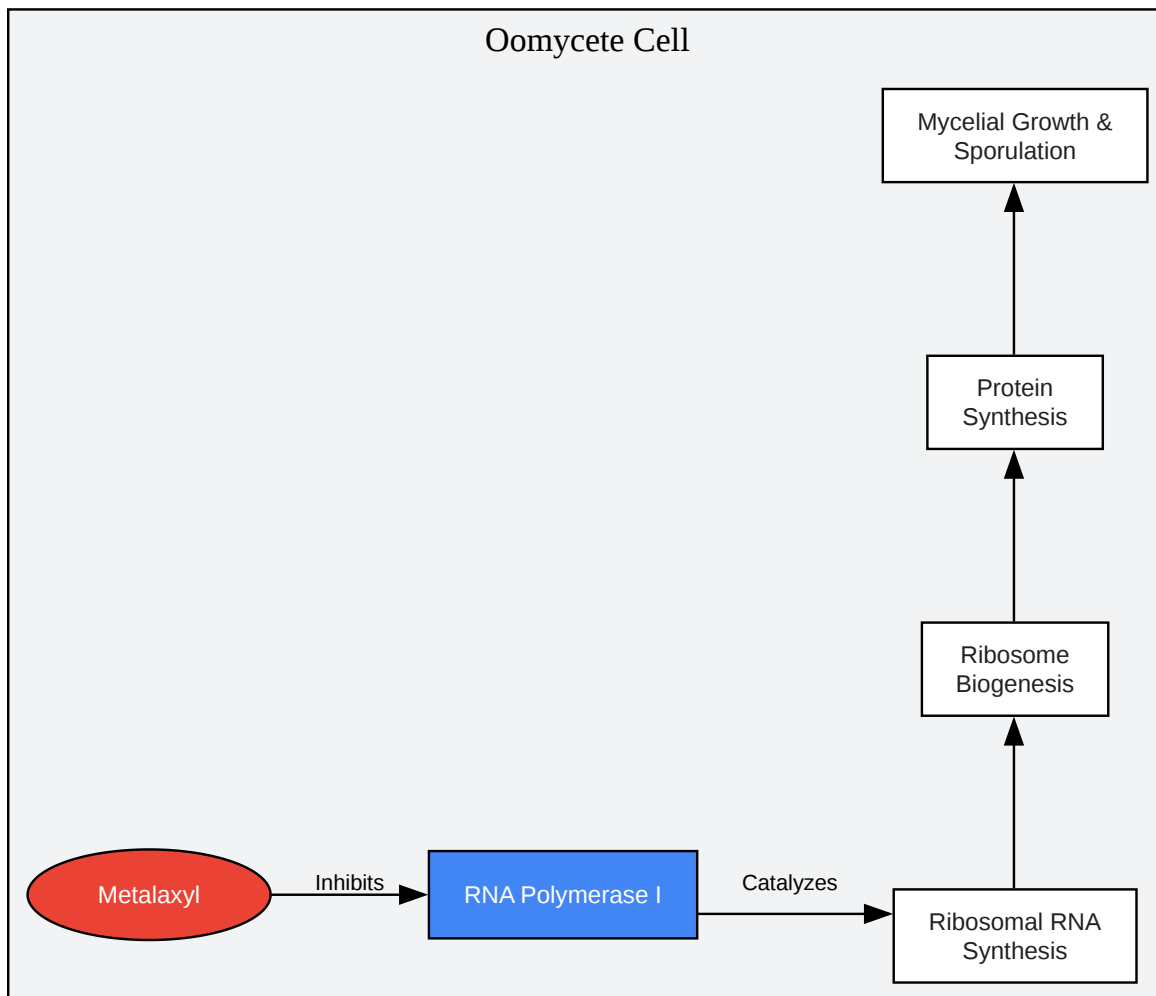 Oomycete Cell
Mycelial Growth &
Sporulation
Protein
Synthesis
Ribosome
Biogenesis
Metalaxyl
Inhibits
RNA Polymerase I
Catalyzes
Ribosomal RNA
Synthesis